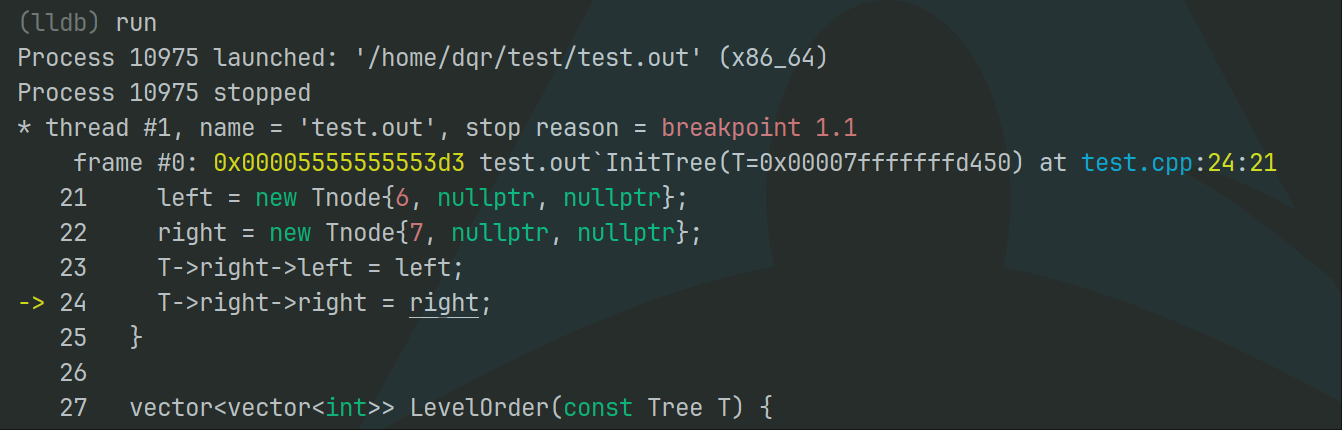 (lldb) run
Process 10975 launched: '/home/dqr/test/test.out' (x86_64)
Process 10975 stopped
* thread #1, name = 'test.out', stop reason = breakpoint 1.1
    frame #0: 0x00005555555553d3 test.out`InitTree(T=0x00007fffffffd450) at test.cpp:24:21
   21     left = new Tnode{6, nullptr, nullptr};
   22     right = new Tnode{7, nullptr, nullptr};
   23     T->right->left = left;
-> 24     T->right->right = right;
   25   }
   26
   27   vector<vector<int>> LevelOrder(const Tree T) {